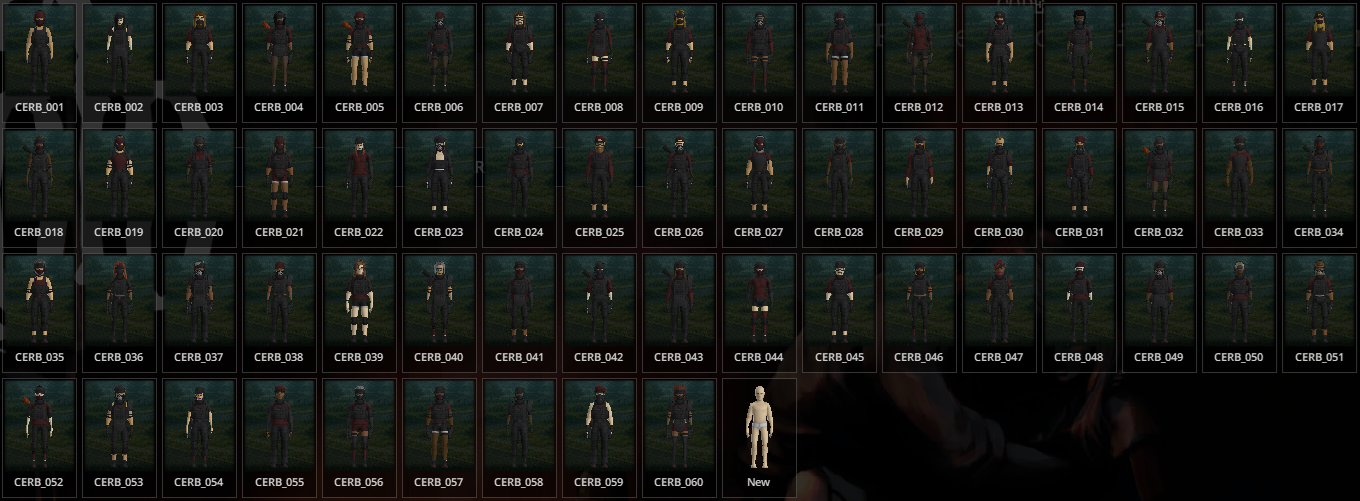 CERB_001 CERB_002 CERB_003 CERB_004 CERB_005 CERB_006 CERB_007 CERB_008 CERB_009 CERB_010 CERB_011 CERB_012 CERB_013 CERB_014 CERB_015 CERB_016 CERB_017
CERB_018 CERB_019 CERB_020 CERB_021 CERB_022 CERB_023 CERB_024 CERB_025 CERB_026 CERB_027 CERB_028 CERB_029 CERB_030 CERB_031 CERB_032 CERB_033 CERB_034
CERB_035 CERB_036 CERB_037 CERB_038 CERB_039 CERB_040 CERB_041 CERB_042 CERB_043 CERB_044 CERB_045 CERB_046 CERB_047 CERB_048 CERB_049 CERB_050 CERB_051
CERB_052 CERB_053 CERB_054 CERB_055 CERB_056 CERB_057 CERB_058 CERB_059 CERB_060 New